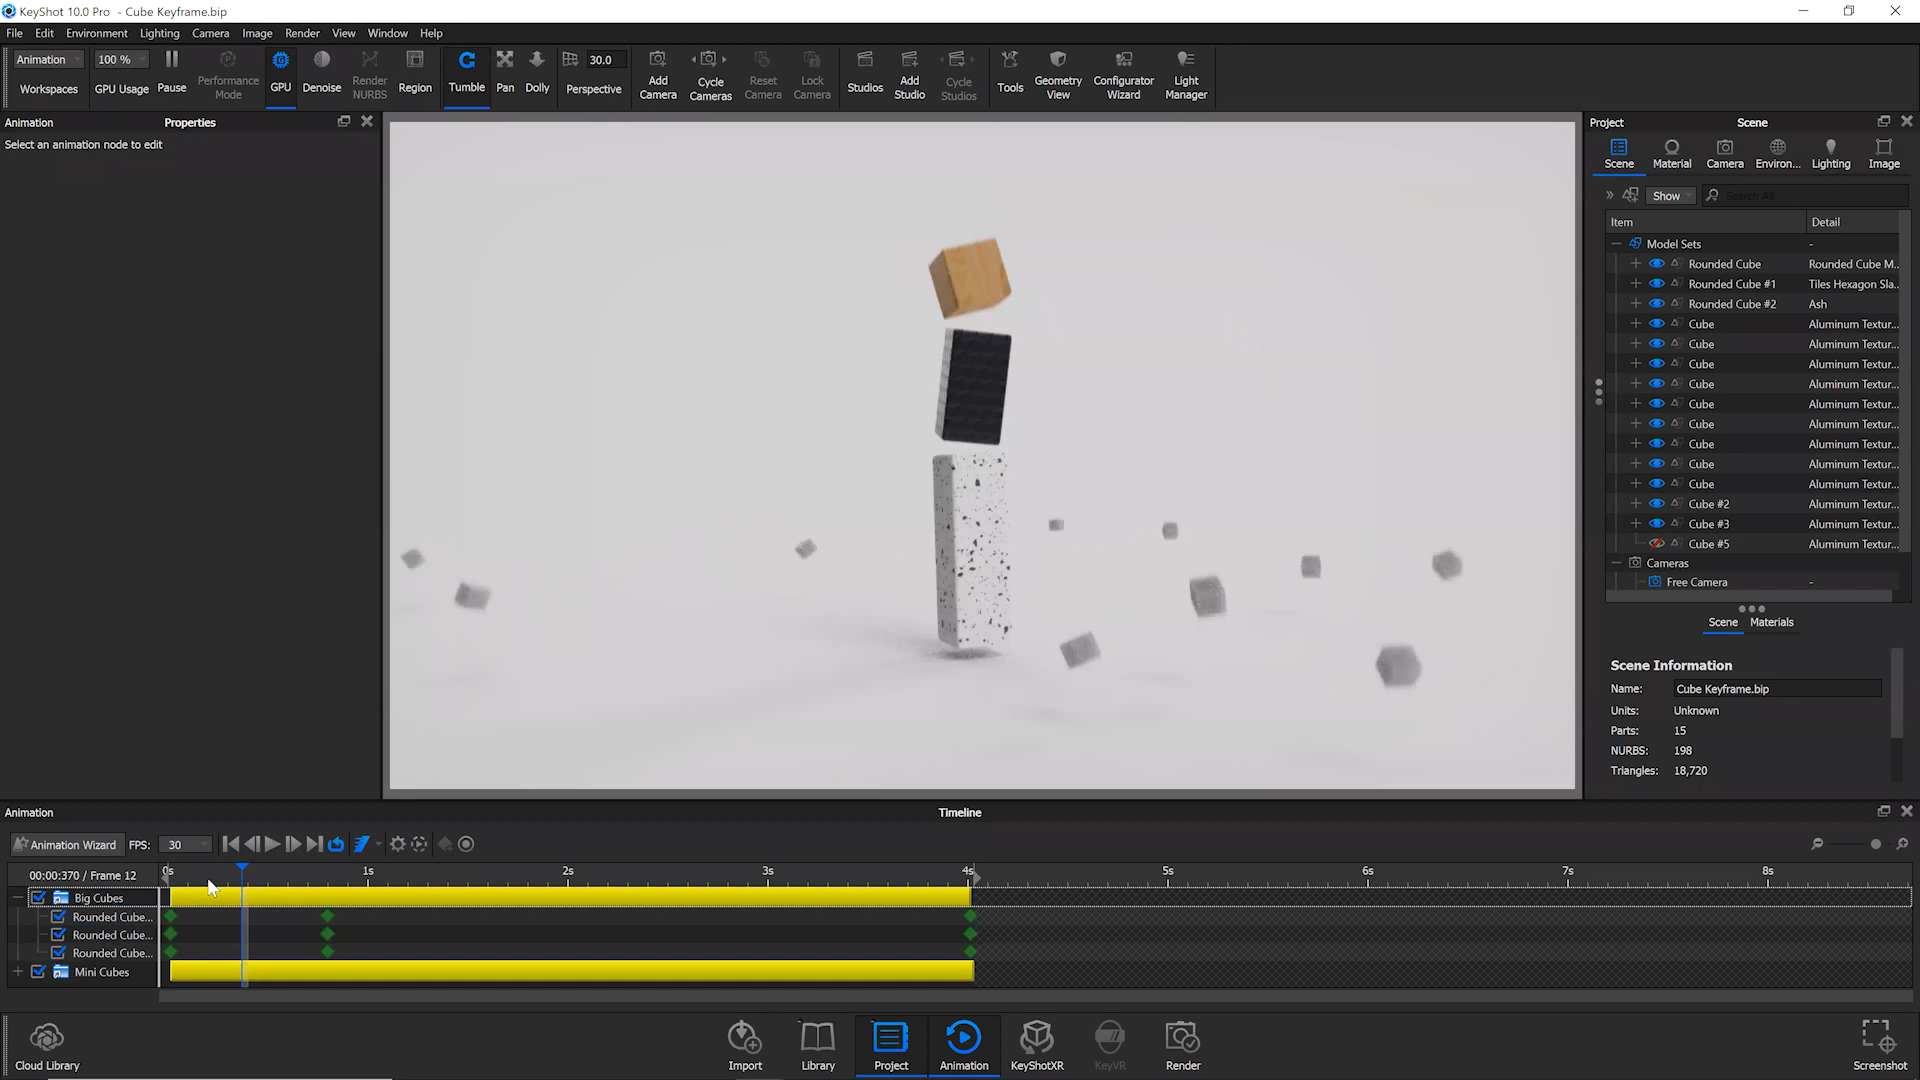 KeyShot 10.0 Pro - Cube Keyframe.bip
File Edit Environment Lighting Camera Image Render View Window Help
Animation
Workspaces
100 %
GPU Usage
Pause
Performance
Mode
GPU
Denoise
Render
NURBS
Region
Tumble
Pan
Dolly
30.0
Perspective
Add
Camera
Cycle
Cameras
Reset
Camera
Lock
Camera
Studios
Add
Studio
Cycle
Studios
Tools
Geometry
View
Configurator
Wizard
Light
Manager
Animation Properties
Select an animation node to edit
Project Scene
Scene Material Camera Environ... Lighting Image
Show Search All
Item Detail
Model Sets -
Rounded Cube Rounded Cube M...
Rounded Cube #1 Tiles Hexagon Sla...
Rounded Cube #2 Ash
Cube Aluminum Textur...
Cube Aluminum Textur...
Cube Aluminum Textur...
Cube Aluminum Textur...
Cube Aluminum Textur...
Cube Aluminum Textur...
Cube Aluminum Textur...
Cube Aluminum Textur...
Cube Aluminum Textur...
Cube #2 Aluminum Textur...
Cube #3 Aluminum Textur...
Cube #5 Aluminum Textur...
Cameras
Free Camera -
Scene Materials
Scene Information
Name: Cube Keyframe.bip
Units: Unknown
Parts: 15
NURBS: 198
Triangles: 18,720
Animation Timeline
Animation Wizard FPS: 30
00:00:370 / Frame 12 0s 1s 2s 3s 4s 5s 6s 7s 8s
Big Cubes
Rounded Cube...
Rounded Cube...
Rounded Cube...
Mini Cubes
Cloud Library Import Library Project Animation KeyShotXR KeyVR Render Screenshot